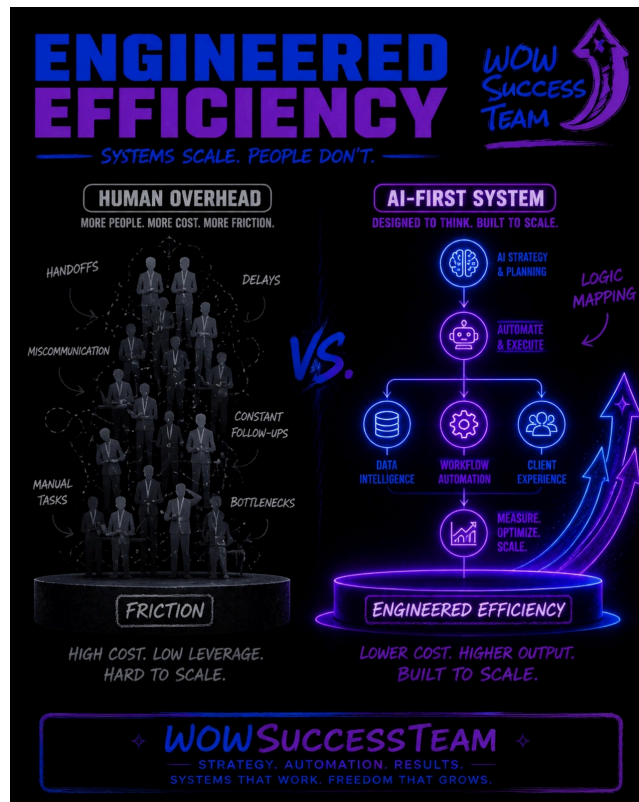 ENGINEERED
EFFICIENCY
SYSTEMS SCALE. PEOPLE DON'T.
WOW
SUCCESS
TEAM
HUMAN OVERHEAD
MORE PEOPLE. MORE COST. MORE FRICTION.
HANDOFFS
DELAYS
MISCOMMUNICATION
CONSTANT
FOLLOW-UPS
MANUAL
TASKS
BOTTLENECKS
FRICTION
HIGH COST. LOW LEVERAGE.
HARD TO SCALE.
VS.
AI-FIRST SYSTEM
DESIGNED TO THINK. BUILT TO SCALE.
AI STRATEGY
& PLANNING
LOGIC
MAPPING
AUTOMATE
& EXECUTE
DATA
INTELLIGENCE
WORKFLOW
AUTOMATION
CLIENT
EXPERIENCE
MEASURE.
OPTIMIZE.
SCALE.
ENGINEERED EFFICIENCY
LOWER COST. HIGHER OUTPUT.
BUILT TO SCALE.
WOWSUCCESSTEAM
STRATEGY. AUTOMATION. RESULTS.
SYSTEMS THAT WORK. FREEDOM THAT GROWS.